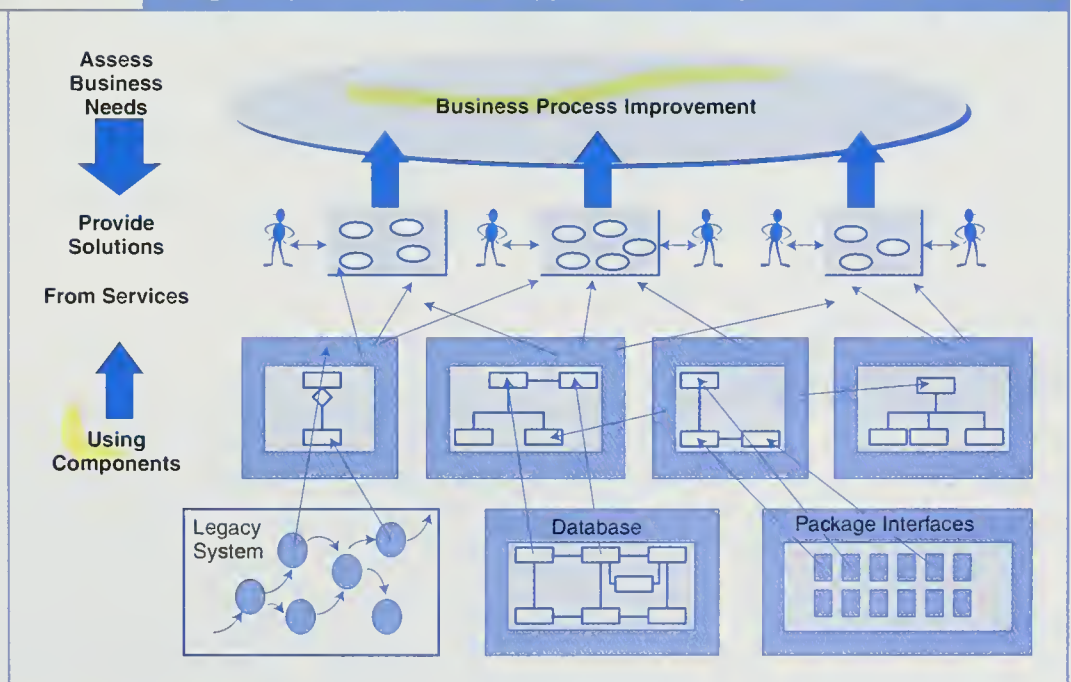 Assess
Business
Needs
Business Process Improvement
Provide
Solutions
From Services
Using
Components
Legacy
System
Database
Package Interfaces